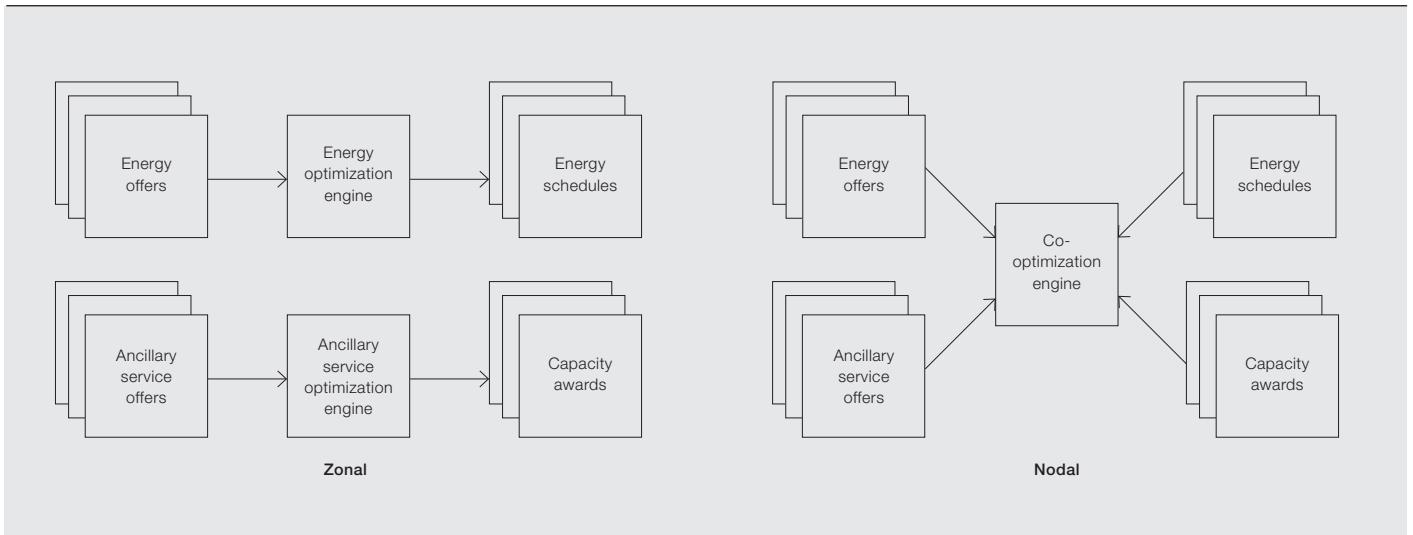 Energy
offers
Energy
optimization
engine
Energy
schedules
Ancillary
service
offers
Ancillary
service
optimization
engine
Capacity
awards
Zonal
Energy
offers
Energy
schedules
Co-
optimization
engine
Ancillary
service
offers
Capacity
awards
Nodal